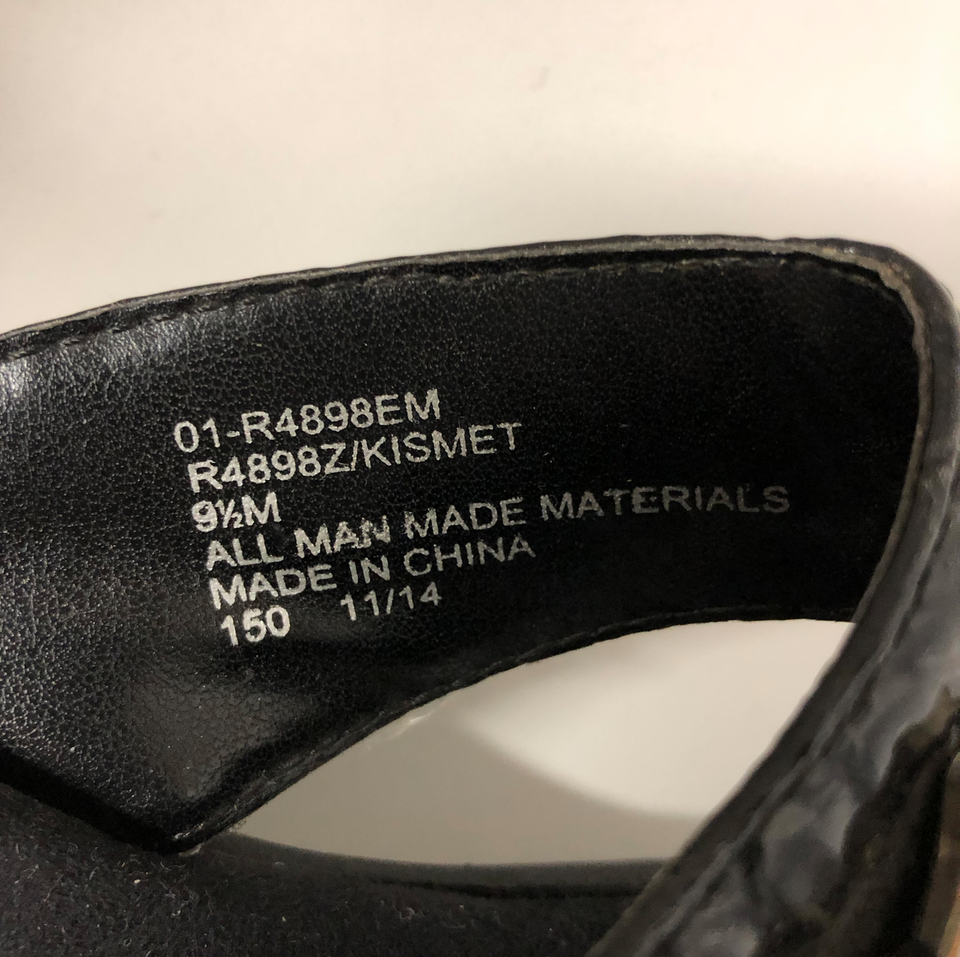 01-R4898EM
R4898Z/KISMET
9½M
ALL MAN MADE MATERIALS
MADE IN CHINA
150 11/14